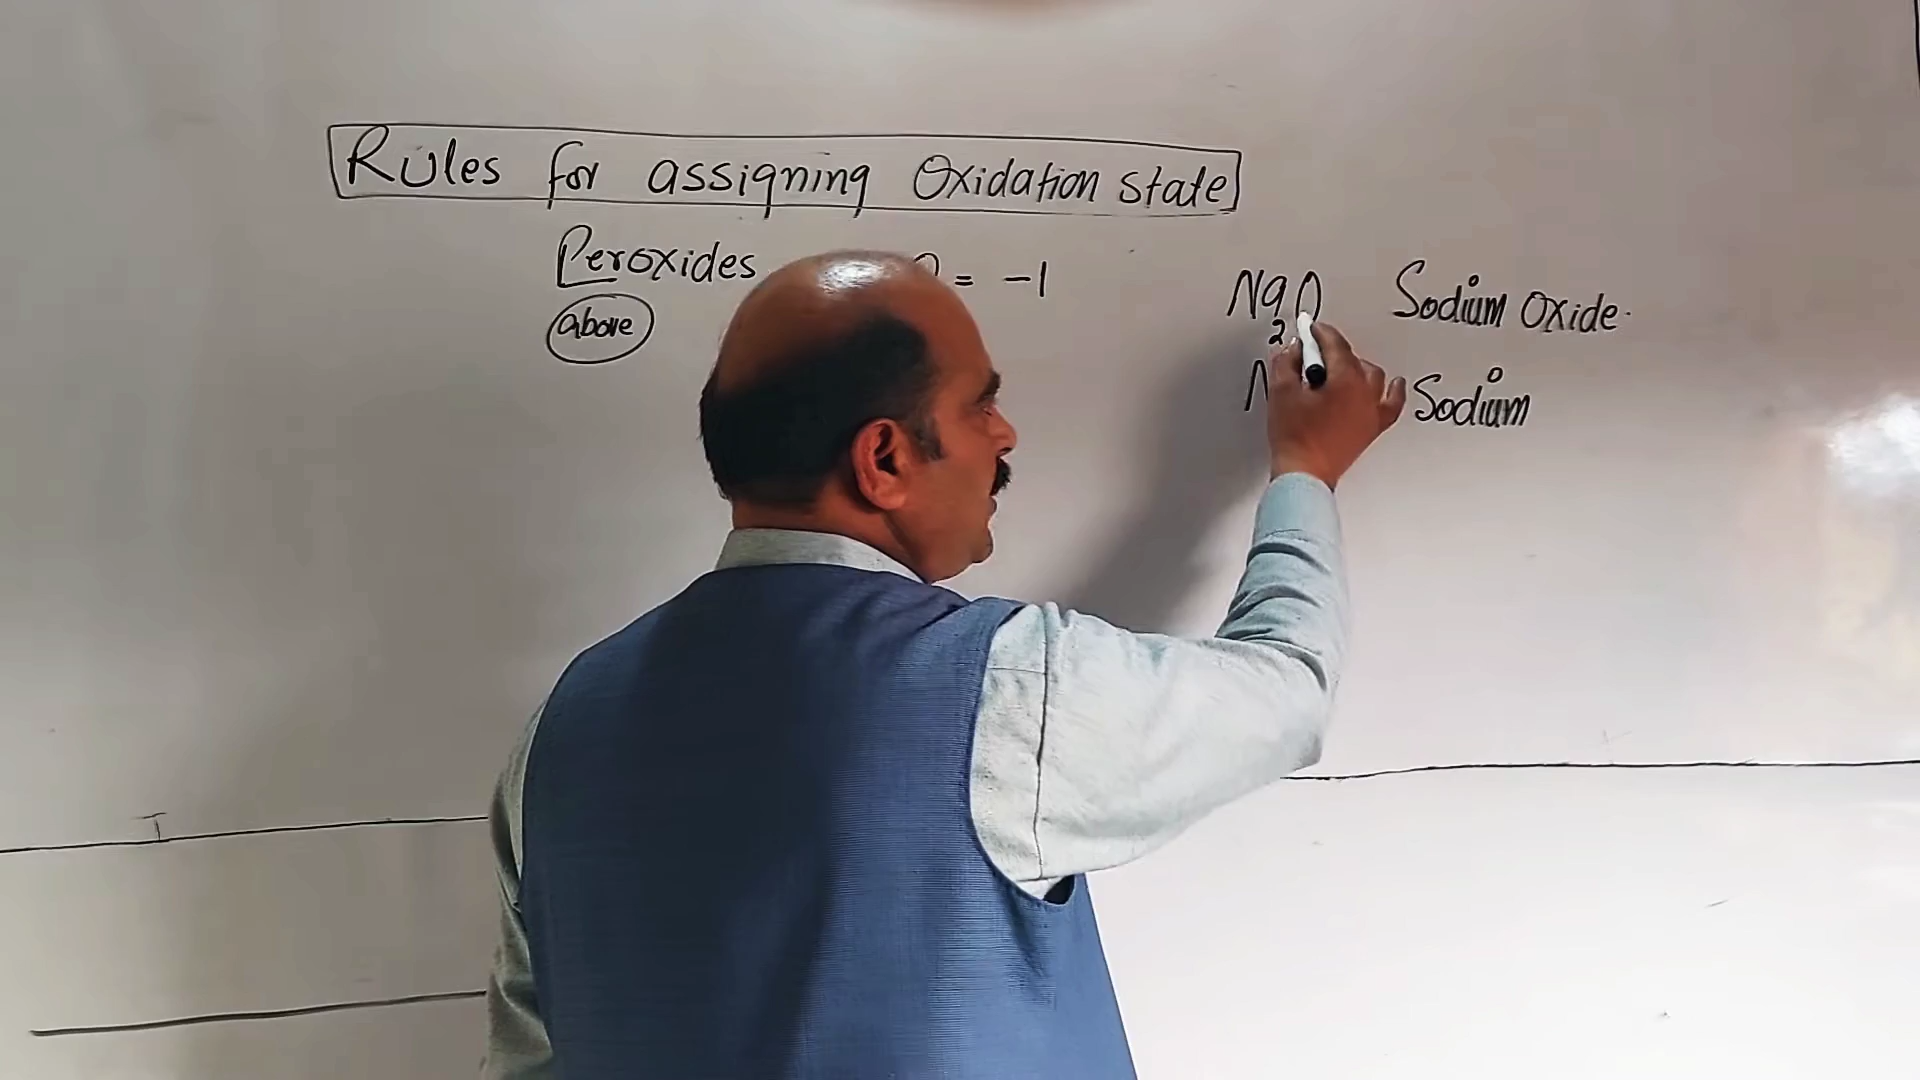 Rules for assigning Oxidation state
Peroxides = -1
above
Na2O Sodium Oxide.
N Sodium